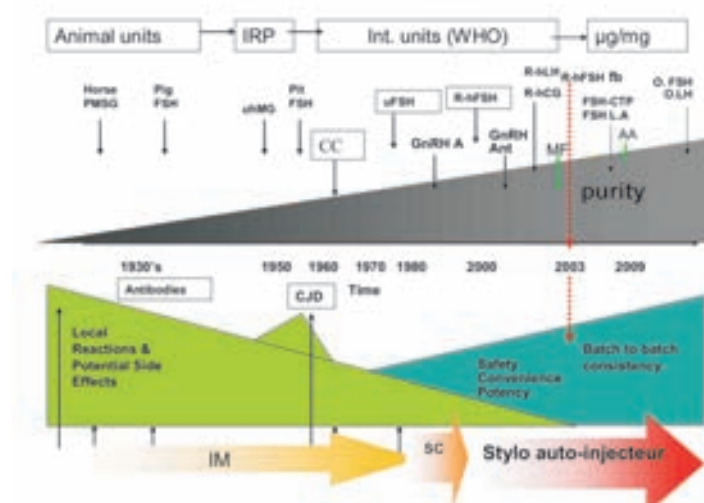 Animal units
IRP
Int. units (WHO)
µg/mg
Horse
PMSG
Pig
FSH
uhMG
Pit
FSH
CC
uFSH
GnRH A
R-hFSH
GnRH
Ant
R-hLH
R-hCG
R-hFSH fb
MF
FSH-CTP
FSH L.A
AA
O. FSH
O.LH
purity
1930's 1950 1960 1970 1980 2000 2003 2009
Antibodies
CJD
Time
Local
Reactions &
Potential Side
Effects
Safety
Convenience
Potency
Batch to batch
consistency
IM
SC
Stylo auto-injecteur